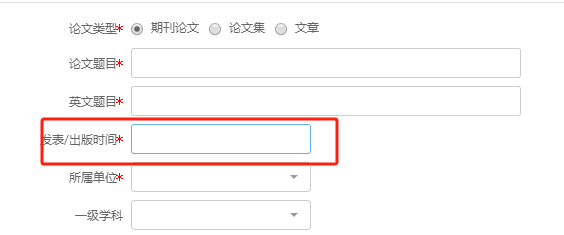 论文类型* 期刊论文 论文集 文章
论文题目*
英文题目*
发表/出版时间*
所属单位*
一级学科